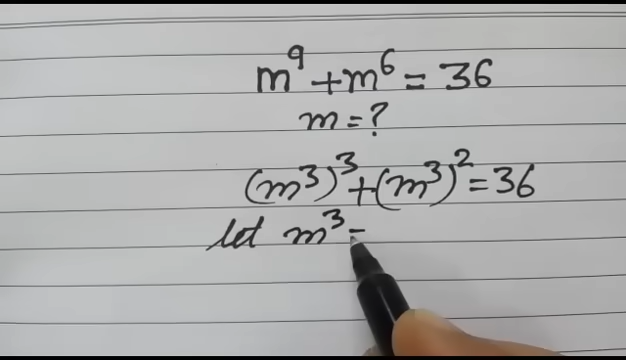 m⁹ + m⁶ = 36
m = ?
(m³)³ + (m³)² = 36
let m³ =